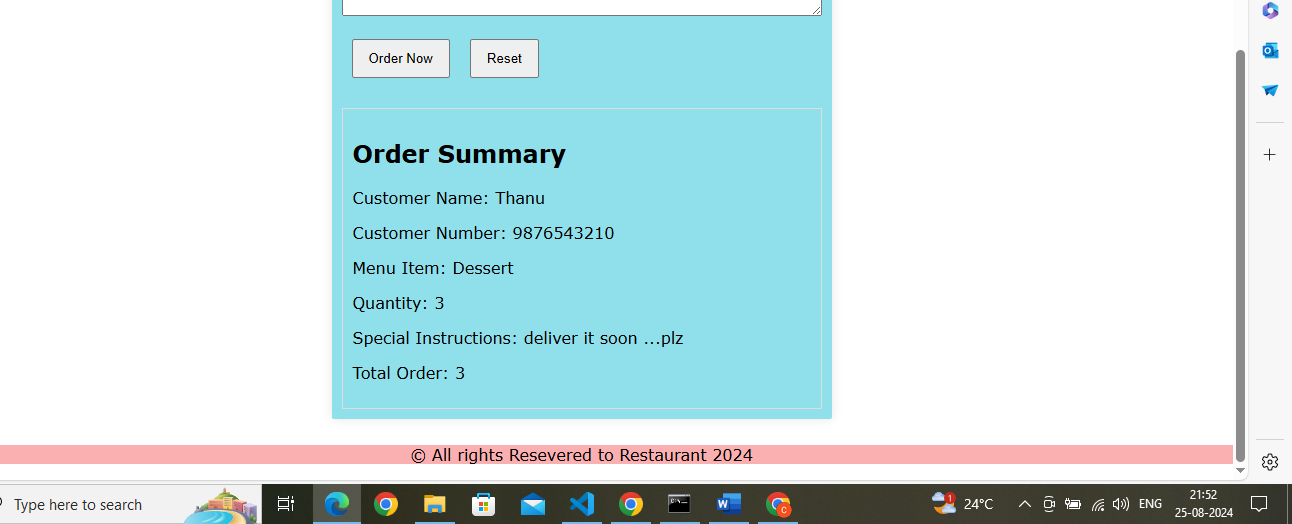 Order Now Reset
Order Summary
Customer Name: Thanu
Customer Number: 9876543210
Menu Item: Dessert
Quantity: 3
Special Instructions: deliver it soon ...plz
Total Order: 3
© All rights Resevered to Restaurant 2024
Type here to search
1
24°C
ENG
21:52
25-08-2024